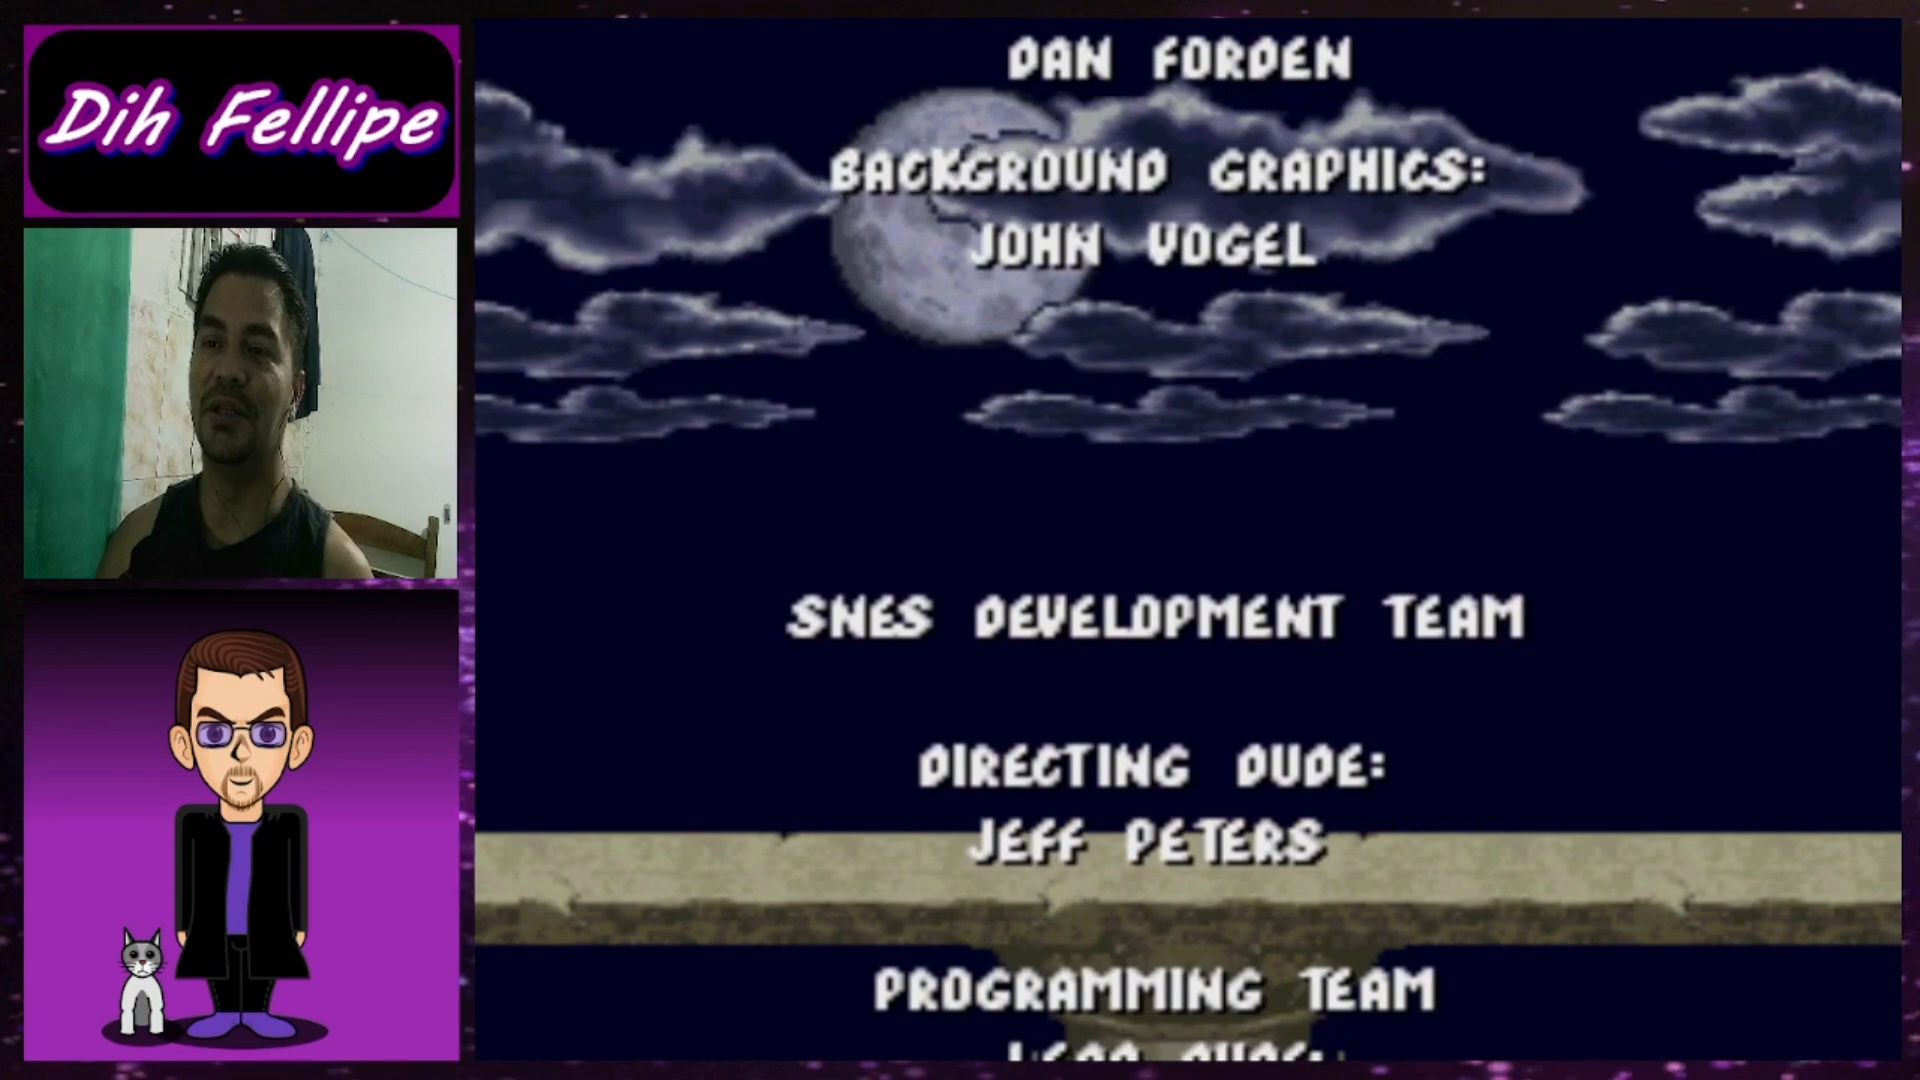 Dih Fellipe
DAN FORDEN
BACKGROUND GRAPHICS:
JOHN VOGEL
SNES DEVELOPMENT TEAM
DIRECTING DUDE:
JEFF PETERS
PROGRAMMING TEAM